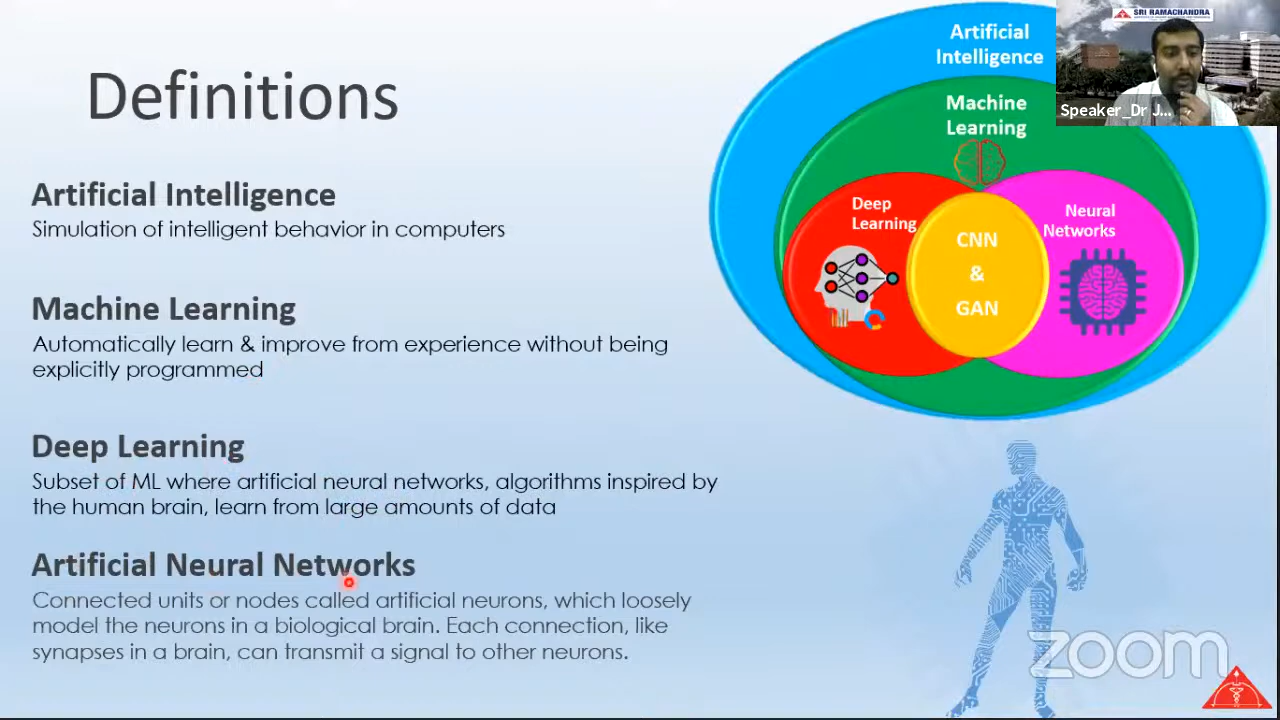 Definitions
Artificial Intelligence
Simulation of intelligent behavior in computers
Machine Learning
Automatically learn & improve from experience without being
explicitly programmed
Deep Learning
Subset of ML where artificial neural networks, algorithms inspired by
the human brain, learn from large amounts of data
Artificial Neural Networks
Connected units or nodes called artificial neurons, which loosely
model the neurons in a biological brain. Each connection, like
synapses in a brain, can transmit a signal to other neurons.
Artificial
Intelligence
Machine
Learning
Deep
Learning
CNN
&
GAN
Neural
Networks
SRI RAMACHANDRA
Speaker_Dr J...
zoom